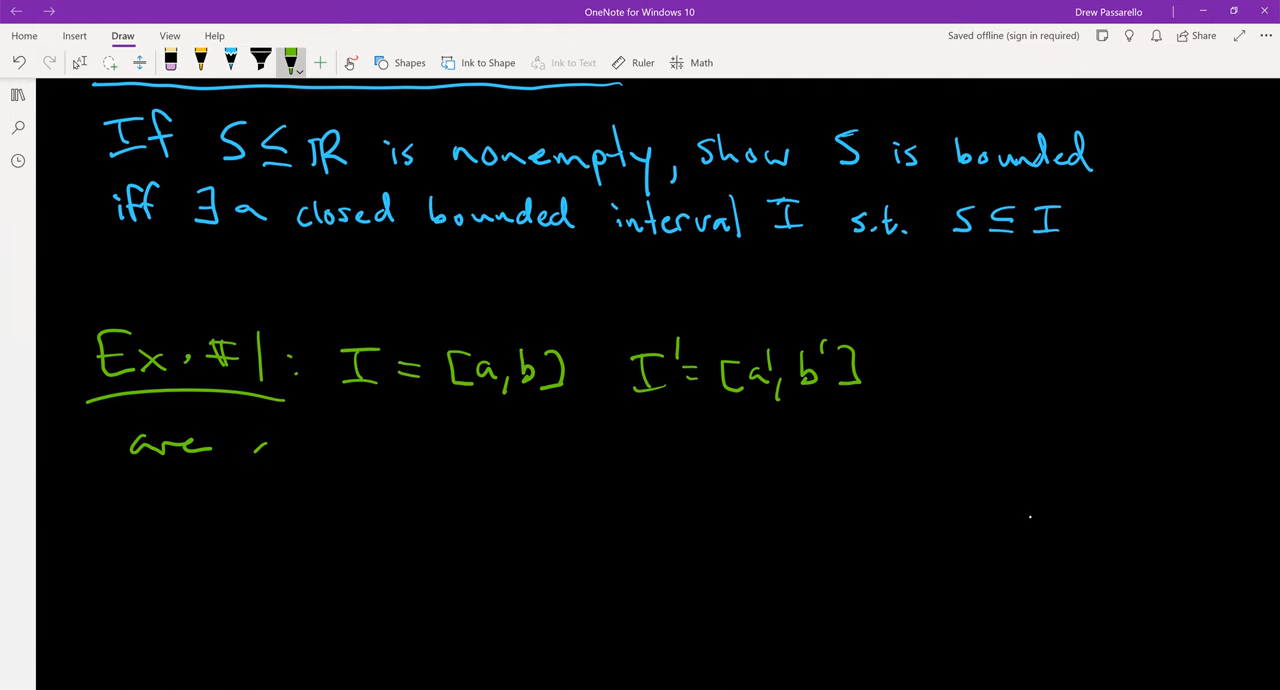 OneNote for Windows 10
Drew Passarello
Home Insert Draw View Help
Saved offline (sign in required)
Share
Shapes
Ink to Shape
Ink to Text
Ruler
Math
If S ⊆ ℝ is nonempty, show S is bounded
iff ∃ a closed bounded interval I s.t. S ⊆ I
Ex. #1: I = [a, b] I' = [a', b']
are